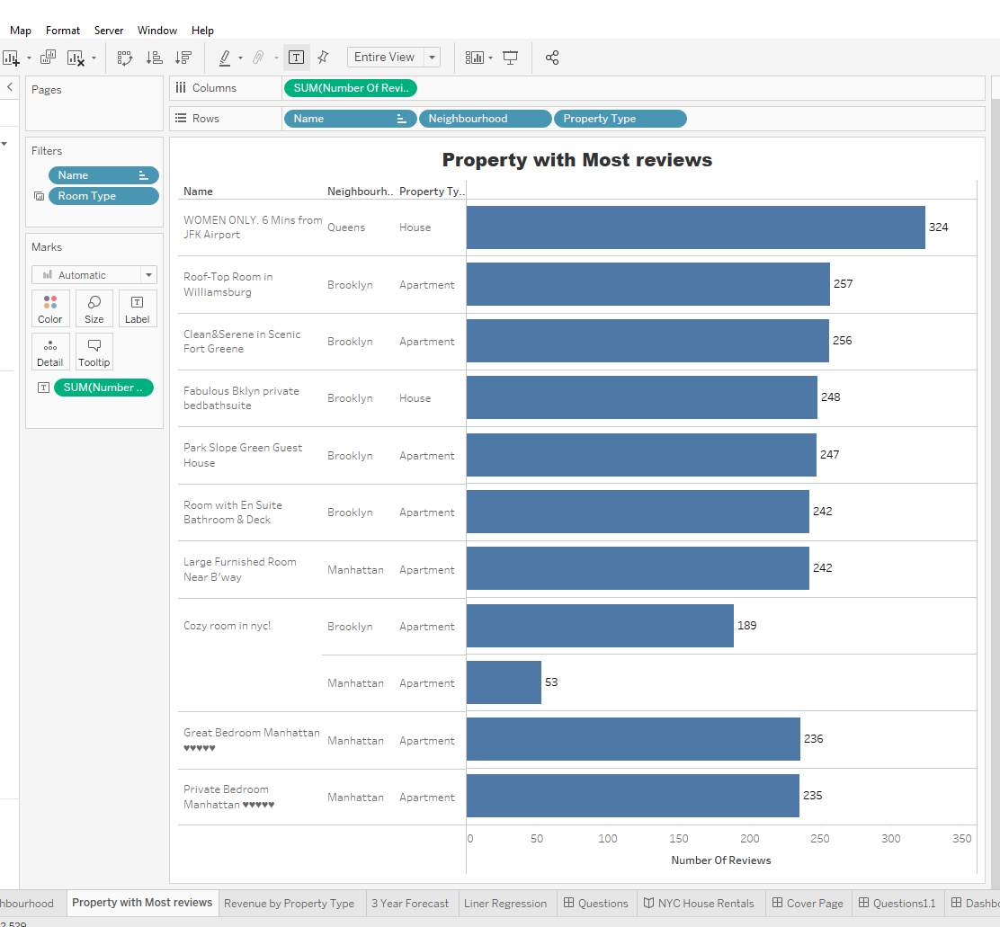 Map Format Server Window Help
Entire View
Pages
Columns
SUM(Number Of Revi..
Rows
Name
Neighbourhood
Property Type
Filters
Name
Room Type
Marks
Automatic
Color Size Label
Detail Tooltip
SUM(Number ..
Property with Most reviews
Name Neighbourh.. Property Ty..
WOMEN ONLY. 6 Mins from
JFK Airport
Queens House 324
Roof-Top Room in
Williamsburg
Brooklyn Apartment 257
Clean&Serene in Scenic
Fort Greene
Brooklyn Apartment 256
Fabulous Bklyn private
bedbathsuite
Brooklyn House 248
Park Slope Green Guest
House
Brooklyn Apartment 247
Room with En Suite
Bathroom & Deck
Brooklyn Apartment 242
Large Furnished Room
Near B'way
Manhattan Apartment 242
Cozy room in nyc! Brooklyn Apartment 189
Manhattan Apartment 53
Great Bedroom Manhattan
♥♥♥♥♥
Manhattan Apartment 236
Private Bedroom
Manhattan ♥♥♥♥♥
Manhattan Apartment 235
0 50 100 150 200 250 300 350
Number Of Reviews
hbourhood Property with Most reviews Revenue by Property Type 3 Year Forecast Liner Regression Questions NYC House Rentals Cover Page Questions1.1 Dashbo